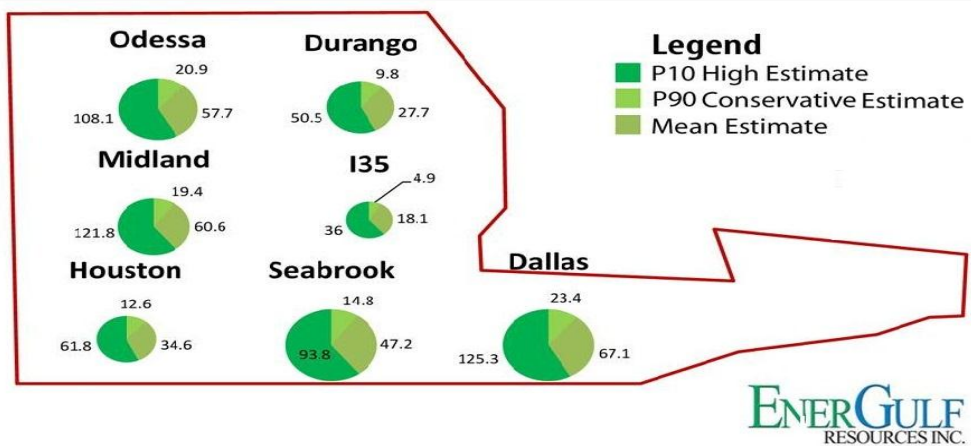 Odessa
20.9
108.1
57.7
Durango
9.8
50.5
27.7
Legend
P10 High Estimate
P90 Conservative Estimate
Mean Estimate
Midland
19.4
121.8
60.6
I35
4.9
36
18.1
Houston
12.6
61.8
34.6
Seabrook
14.8
93.8
47.2
Dallas
23.4
125.3
67.1
ENERGULF
RESOURCES INC.